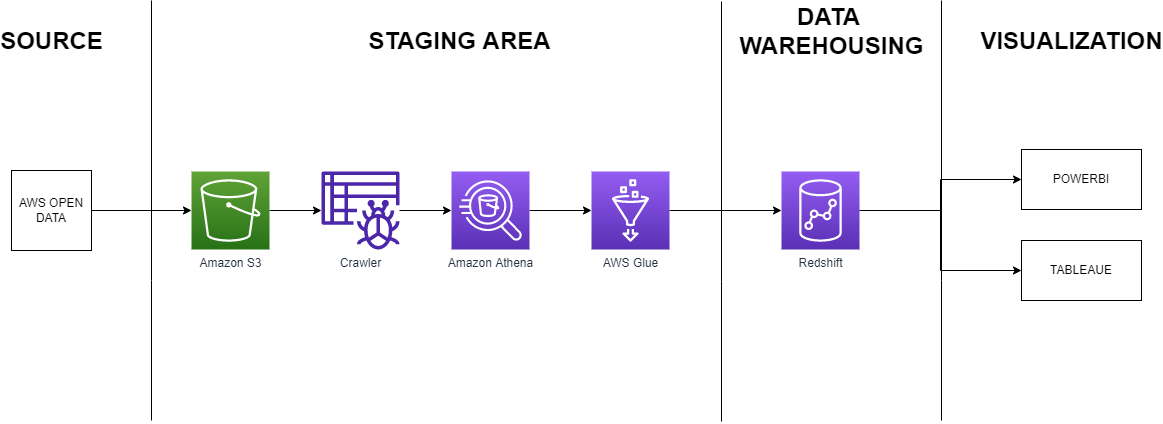 SOURCE
STAGING AREA
DATA
WAREHOUSING
VISUALIZATION
AWS OPEN
DATA
Amazon S3
Crawler
Amazon Athena
AWS Glue
Redshift
POWERBI
TABLEAUE